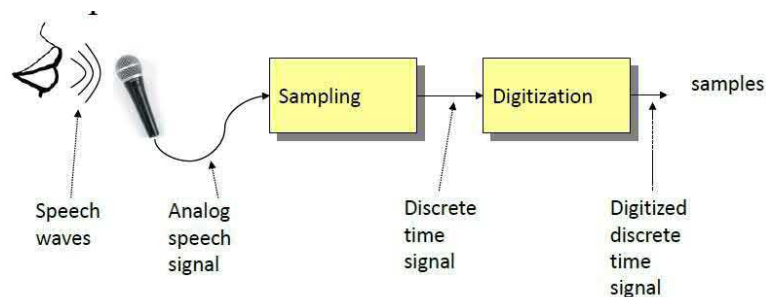 Sampling
Digitization
samples
Speech
waves
Analog
speech
signal
Discrete
time
signal
Digitized
discrete
time
signal